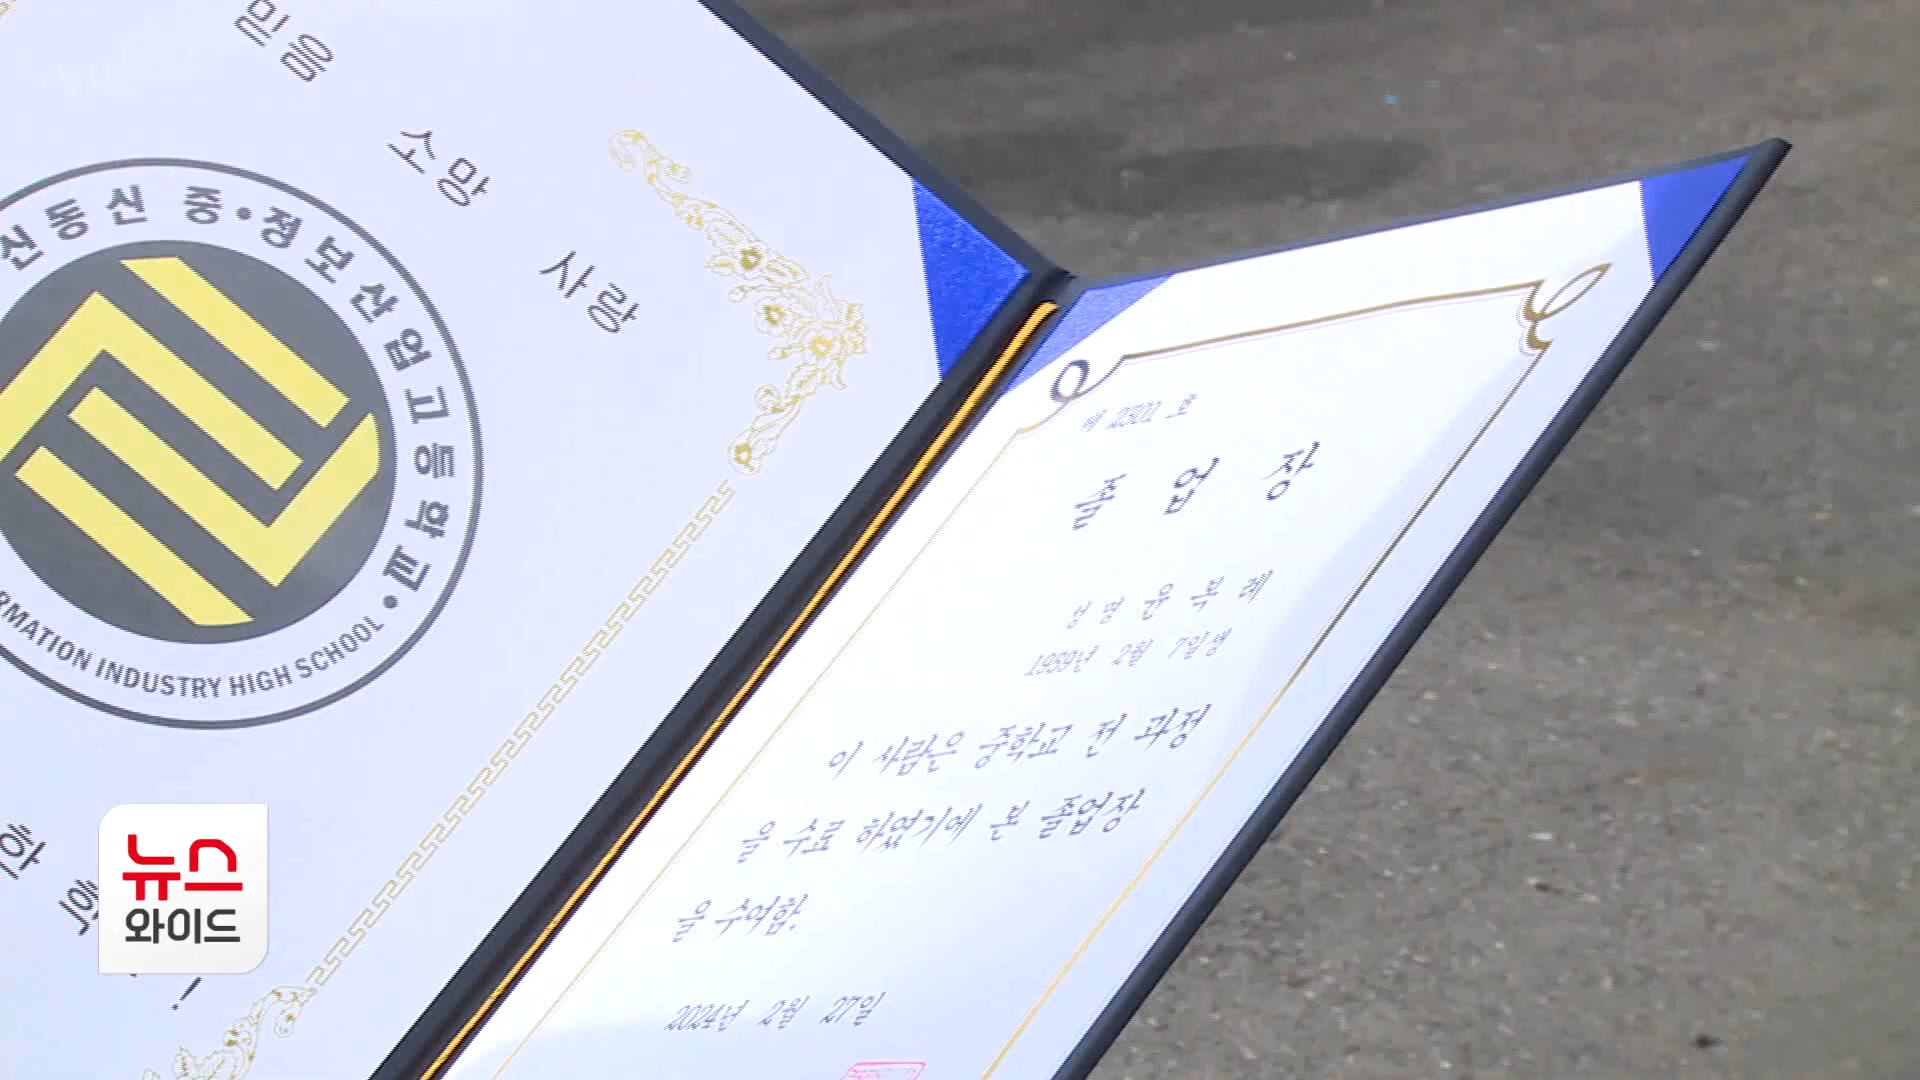 믿음
소망
사랑
신동신 중·정보산업고등학교·
RMATION INDUSTRY HIGH SCHOOL
제 2301 호
졸 업 장
성 명
1959년 2월 7일생
이 사람은 중학교 전 과정
을 수료 하였기에 본 졸업장
을 수여함.
2024년 2월 27일
뉴스
와이드